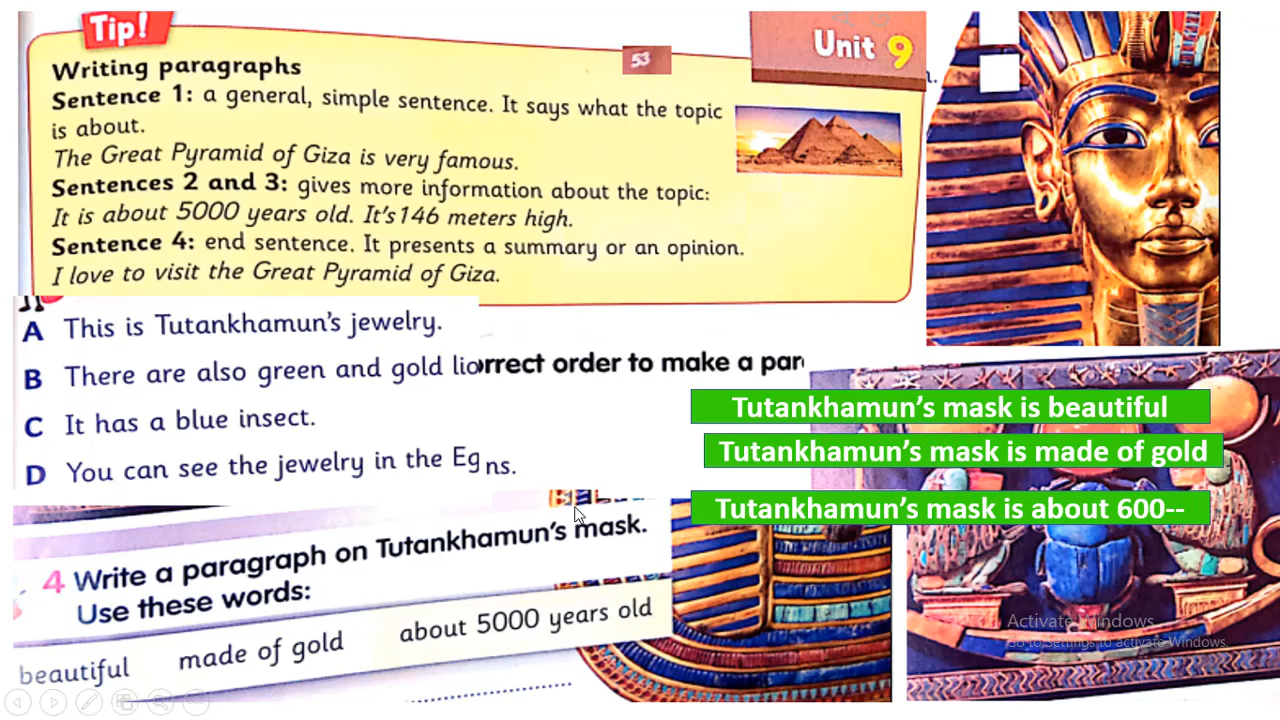 Tip!
Unit 9
53
Writing paragraphs
Sentence 1: a general, simple sentence. It says what the topic
is about.
The Great Pyramid of Giza is very famous.
Sentences 2 and 3: gives more information about the topic:
It is about 5000 years old. It's 146 meters high.
Sentence 4: end sentence. It presents a summary or an opinion.
I love to visit the Great Pyramid of Giza.
A This is Tutankhamun's jewelry.
B There are also green and gold lio
rrect order to make a par
C It has a blue insect.
D You can see the jewelry in the Eg
ns.
Tutankhamun's mask is beautiful
Tutankhamun's mask is made of gold
Tutankhamun's mask is about 600--
4 Write a paragraph on Tutankhamun's mask.
Use these words:
beautiful made of gold about 5000 years old
Activate Windows
Go to Settings to activate Windows.